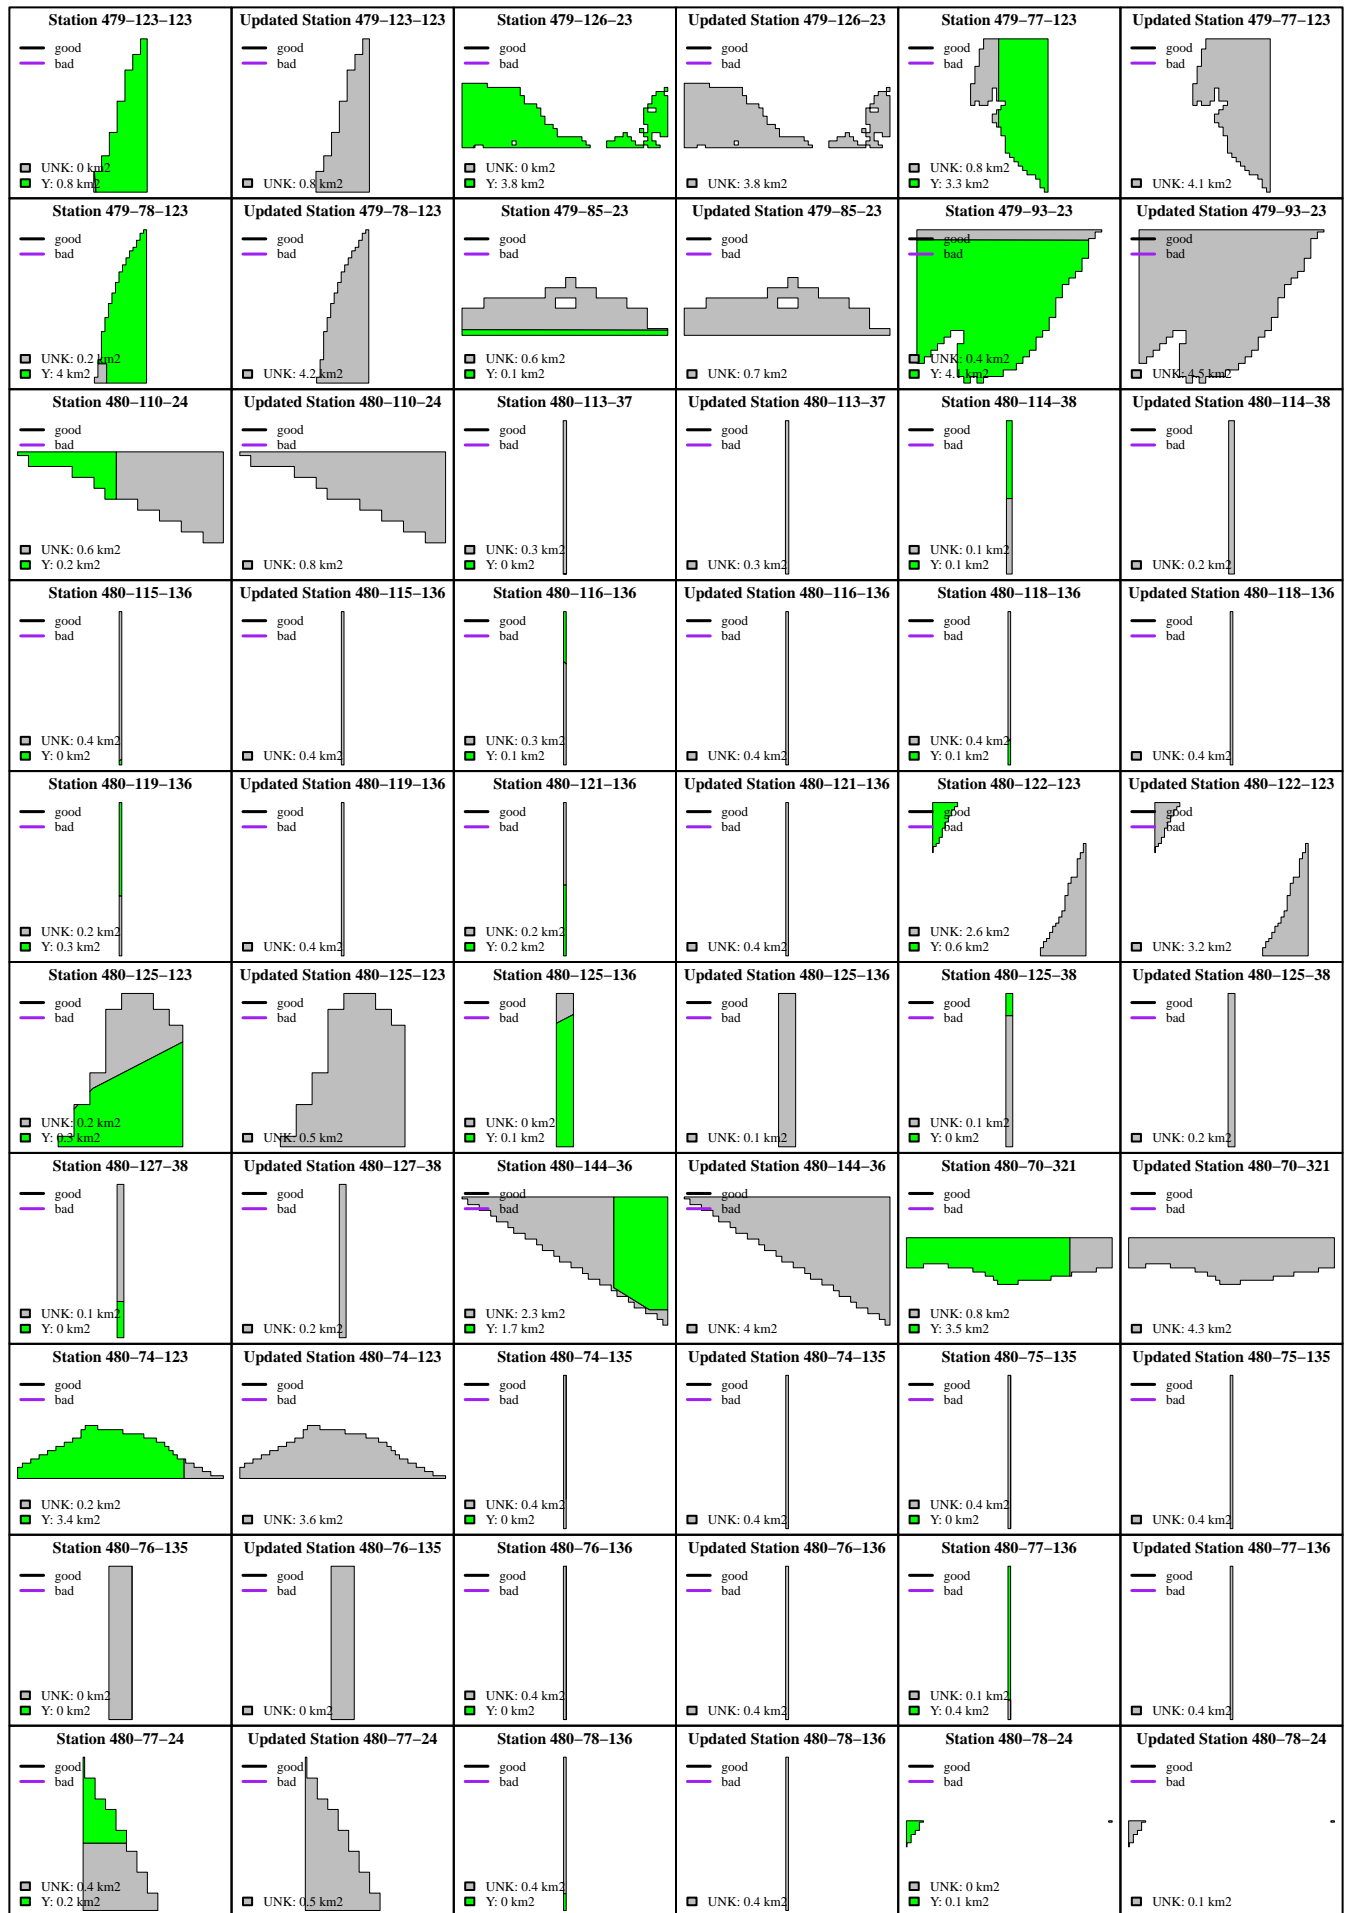 Station 479−123−123
good
bad
UNK: 0 km2
Y: 0.8 km2
Updated Station 479−123−123
good
bad
UNK: 0.8 km2
Station 479−126−23
good
bad
UNK: 0 km2
Y: 3.8 km2
Updated Station 479−126−23
good
bad
UNK: 3.8 km2
Station 479−77−123
good
bad
UNK: 0.8 km2
Y: 3.3 km2
Updated Station 479−77−123
good
bad
UNK: 4.1 km2
Station 479−78−123
good
bad
UNK: 0.2 km2
Y: 4 km2
Updated Station 479−78−123
good
bad
UNK: 4.2 km2
Station 479−85−23
good
bad
UNK: 0.6 km2
Y: 0.1 km2
Updated Station 479−85−23
good
bad
UNK: 0.7 km2
Station 479−93−23
good
bad
UNK: 0.4 km2
Y: 4.1 km2
Updated Station 479−93−23
good
bad
UNK: 4.5 km2
Station 480−110−24
good
bad
UNK: 0.6 km2
Y: 0.2 km2
Updated Station 480−110−24
good
bad
UNK: 0.8 km2
Station 480−113−37
good
bad
UNK: 0.3 km2
Y: 0 km2
Updated Station 480−113−37
good
bad
UNK: 0.3 km2
Station 480−114−38
good
bad
UNK: 0.1 km2
Y: 0.1 km2
Updated Station 480−114−38
good
bad
UNK: 0.2 km2
Station 480−115−136
good
bad
UNK: 0.4 km2
Y: 0 km2
Updated Station 480−115−136
good
bad
UNK: 0.4 km2
Station 480−116−136
good
bad
UNK: 0.3 km2
Y: 0.1 km2
Updated Station 480−116−136
good
bad
UNK: 0.4 km2
Station 480−118−136
good
bad
UNK: 0.4 km2
Y: 0.1 km2
Updated Station 480−118−136
good
bad
UNK: 0.4 km2
Station 480−119−136
good
bad
UNK: 0.2 km2
Y: 0.3 km2
Updated Station 480−119−136
good
bad
UNK: 0.4 km2
Station 480−121−136
good
bad
UNK: 0.2 km2
Y: 0.2 km2
Updated Station 480−121−136
good
bad
UNK: 0.4 km2
Station 480−122−123
good
bad
UNK: 2.6 km2
Y: 0.6 km2
Updated Station 480−122−123
good
bad
UNK: 3.2 km2
Station 480−125−123
good
bad
UNK: 0.2 km2
Y: 0.3 km2
Updated Station 480−125−123
good
bad
UNK: 0.5 km2
Station 480−125−136
good
bad
UNK: 0 km2
Y: 0.1 km2
Updated Station 480−125−136
good
bad
UNK: 0.1 km2
Station 480−125−38
good
bad
UNK: 0.1 km2
Y: 0 km2
Updated Station 480−125−38
good
bad
UNK: 0.2 km2
Station 480−127−38
good
bad
UNK: 0.1 km2
Y: 0 km2
Updated Station 480−127−38
good
bad
UNK: 0.2 km2
Station 480−144−36
good
bad
UNK: 2.3 km2
Y: 1.7 km2
Updated Station 480−144−36
good
bad
UNK: 4 km2
Station 480−70−321
good
bad
UNK: 0.8 km2
Y: 3.5 km2
Updated Station 480−70−321
good
bad
UNK: 4.3 km2
Station 480−74−123
good
bad
UNK: 0.2 km2
Y: 3.4 km2
Updated Station 480−74−123
good
bad
UNK: 3.6 km2
Station 480−74−135
good
bad
UNK: 0.4 km2
Y: 0 km2
Updated Station 480−74−135
good
bad
UNK: 0.4 km2
Station 480−75−135
good
bad
UNK: 0.4 km2
Y: 0 km2
Updated Station 480−75−135
good
bad
UNK: 0.4 km2
Station 480−76−135
good
bad
UNK: 0 km2
Y: 0 km2
Updated Station 480−76−135
good
bad
UNK: 0 km2
Station 480−76−136
good
bad
UNK: 0.4 km2
Y: 0 km2
Updated Station 480−76−136
good
bad
UNK: 0.4 km2
Station 480−77−136
good
bad
UNK: 0.1 km2
Y: 0.4 km2
Updated Station 480−77−136
good
bad
UNK: 0.4 km2
Station 480−77−24
good
bad
UNK: 0.4 km2
Y: 0.2 km2
Updated Station 480−77−24
good
bad
UNK: 0.5 km2
Station 480−78−136
good
bad
UNK: 0.4 km2
Y: 0 km2
Updated Station 480−78−136
good
bad
UNK: 0.4 km2
Station 480−78−24
good
bad
UNK: 0 km2
Y: 0.1 km2
Updated Station 480−78−24
good
bad
UNK: 0.1 km2